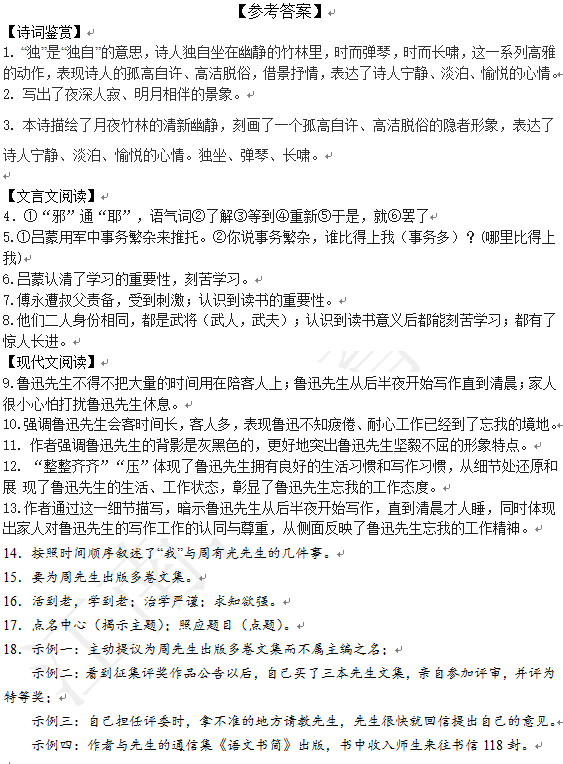 【参考答案】
【诗词鉴赏】
1. “独”是“独自”的意思，诗人独自坐在幽静的竹林里，时而弹琴，时而长啸，这一系列高雅
的动作，表现诗人的孤高自许、高洁脱俗，借景抒情，表达了诗人宁静、淡泊、愉悦的心情。
2. 写出了夜深人寂、明月相伴的景象。
3. 本诗描绘了月夜竹林的清新幽静，刻画了一个孤高自许、高洁脱俗的隐者形象，表达了
诗人宁静、淡泊、愉悦的心情。独坐、弹琴、长啸。
【文言文阅读】
4．①“邪”通“耶”，语气词②了解③等到④重新⑤于是，就⑥罢了
5.①吕蒙用军中事务繁杂来推托。②你说事务繁杂，谁比得上我（事务多）？(哪里比得上
我)
6.吕蒙认清了学习的重要性，刻苦学习。
7.傅永遭叔父责备，受到刺激；认识到读书的重要性。
8.他们二人身份相同，都是武将（武人，武夫）；认识到读书意义后都能刻苦学习；都有了
惊人长进。
【现代文阅读】
9.鲁迅先生不得不把大量的时间用在陪客人上；鲁迅先生从后半夜开始写作直到清晨；家人
很小心怕打扰鲁迅先生休息。
10.强调鲁迅先生会客时间长，客人多，表现鲁迅不知疲倦、耐心工作已经到了忘我的境地。
11. 作者强调鲁迅先生的背影是灰黑色的，更好地突出鲁迅先生坚毅不屈的形象特点。
12. “整整齐齐”“压”体现了鲁迅先生拥有良好的生活习惯和写作习惯，从细节处还原和
展 现了鲁迅先生的生活、工作状态，彰显了鲁迅先生忘我的工作态度。
13.作者通过这一细节描写，暗示鲁迅先生从后半夜开始写作，直到清晨才人睡，同时体现
出家人对鲁迅先生的写作工作的认同与尊重，从侧面反映了鲁迅先生忘我的工作精神。
14．按照时间顺序叙述了“我”与周有光先生的几件事。
15．要为周先生出版多卷文集。
16．活到老，学到老；治学严谨；求知欲强。
17．点名中心（揭示主题）；照应题目（点题）。
18．示例一：主动提议为周先生出版多卷文集而不属主编之名；
示例二：看到征集评奖作品公告以后，自己买了三本先生文集，亲自参加评审，并评为
特等奖；
示例三：自己担任评委时，拿不准的地方请教先生，先生很快就回信提出自己的意见。
示例四：作者与先生的通信集《语文书简》出版，书中收入师生来往书信 118 封。